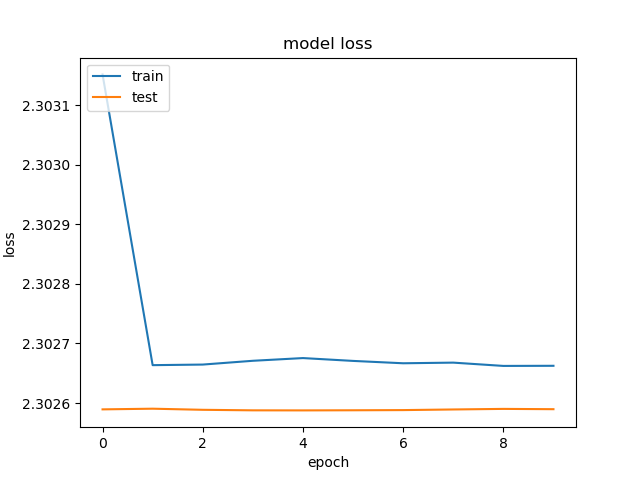 model loss
train
test
2.3031
2.3030
2.3029
2.3028
2.3027
2.3026
loss
0 2 4 6 8
epoch